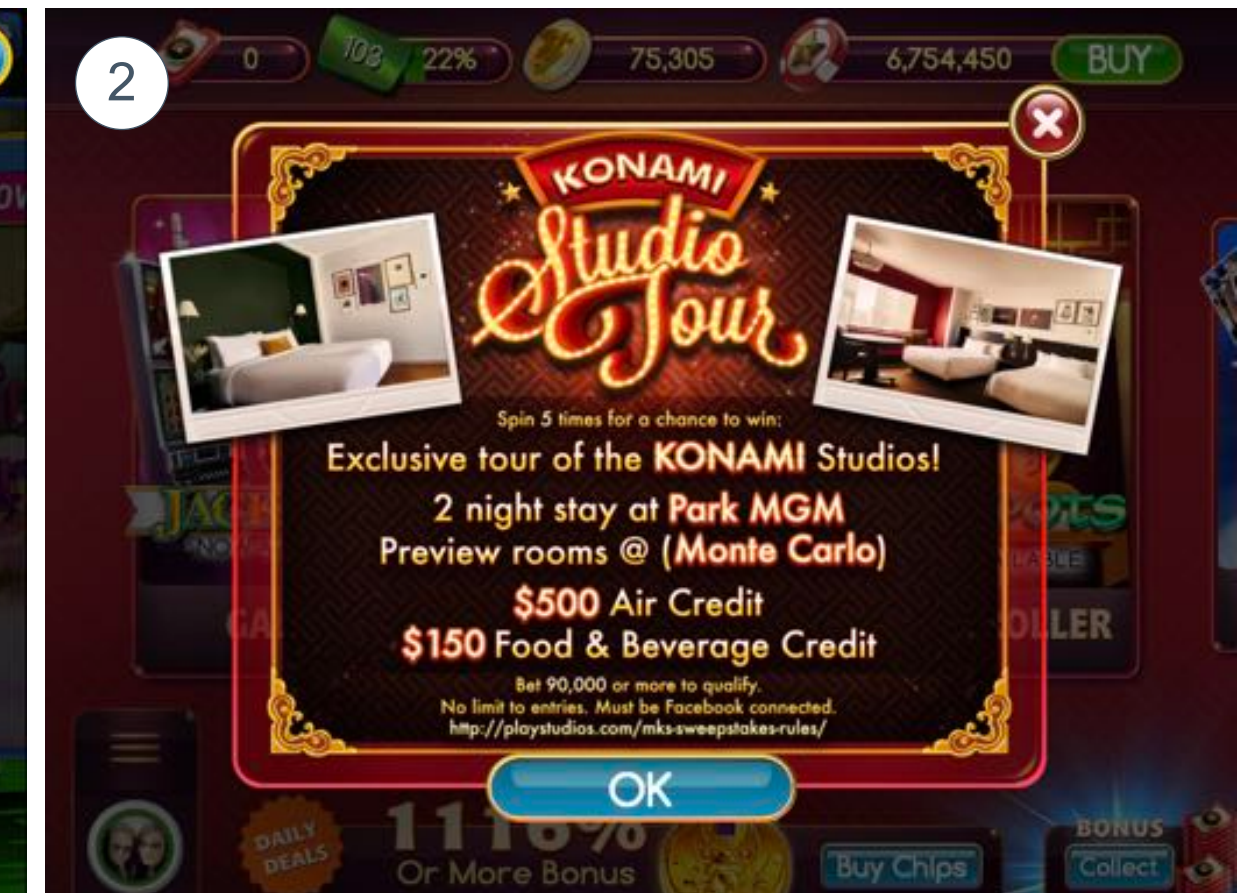 2
0
103
22%
75,305
6,754,450
BUY
KONAMI
Studio
Tour
Spin 5 times for a chance to win:
Exclusive tour of the KONAMI Studios!
2 night stay at Park MGM
Preview rooms @ (Monte Carlo)
$500 Air Credit
$150 Food & Beverage Credit
Bet 90,000 or more to qualify.
No limit to entries. Must be Facebook connected.
http://playstudios.com/mks-sweepstakes-rules/
OK
DAILY
DEALS
1116%
Or More Bonus
Buy Chips
BONUS
Collect